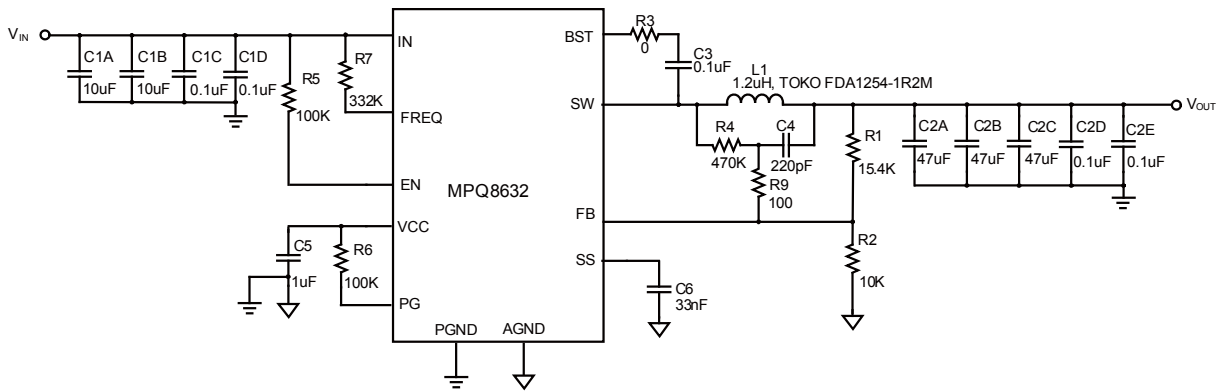 VIN
C1A
10uF
C1B
10uF
C1C
0.1uF
C1D
0.1uF
R5
100K
R7
332K
IN
FREQ
EN
VCC
PG
PGND
AGND
MPQ8632
BST
SW
FB
SS
C5
1uF
R6
100K
R3
0
C3
0.1uF
L1
1.2uH, TOKO FDA1254-1R2M
R4
470K
C4
220pF
R9
100
R1
15.4K
R2
10K
C6
33nF
C2A
47uF
C2B
47uF
C2C
47uF
C2D
0.1uF
C2E
0.1uF
VOUT